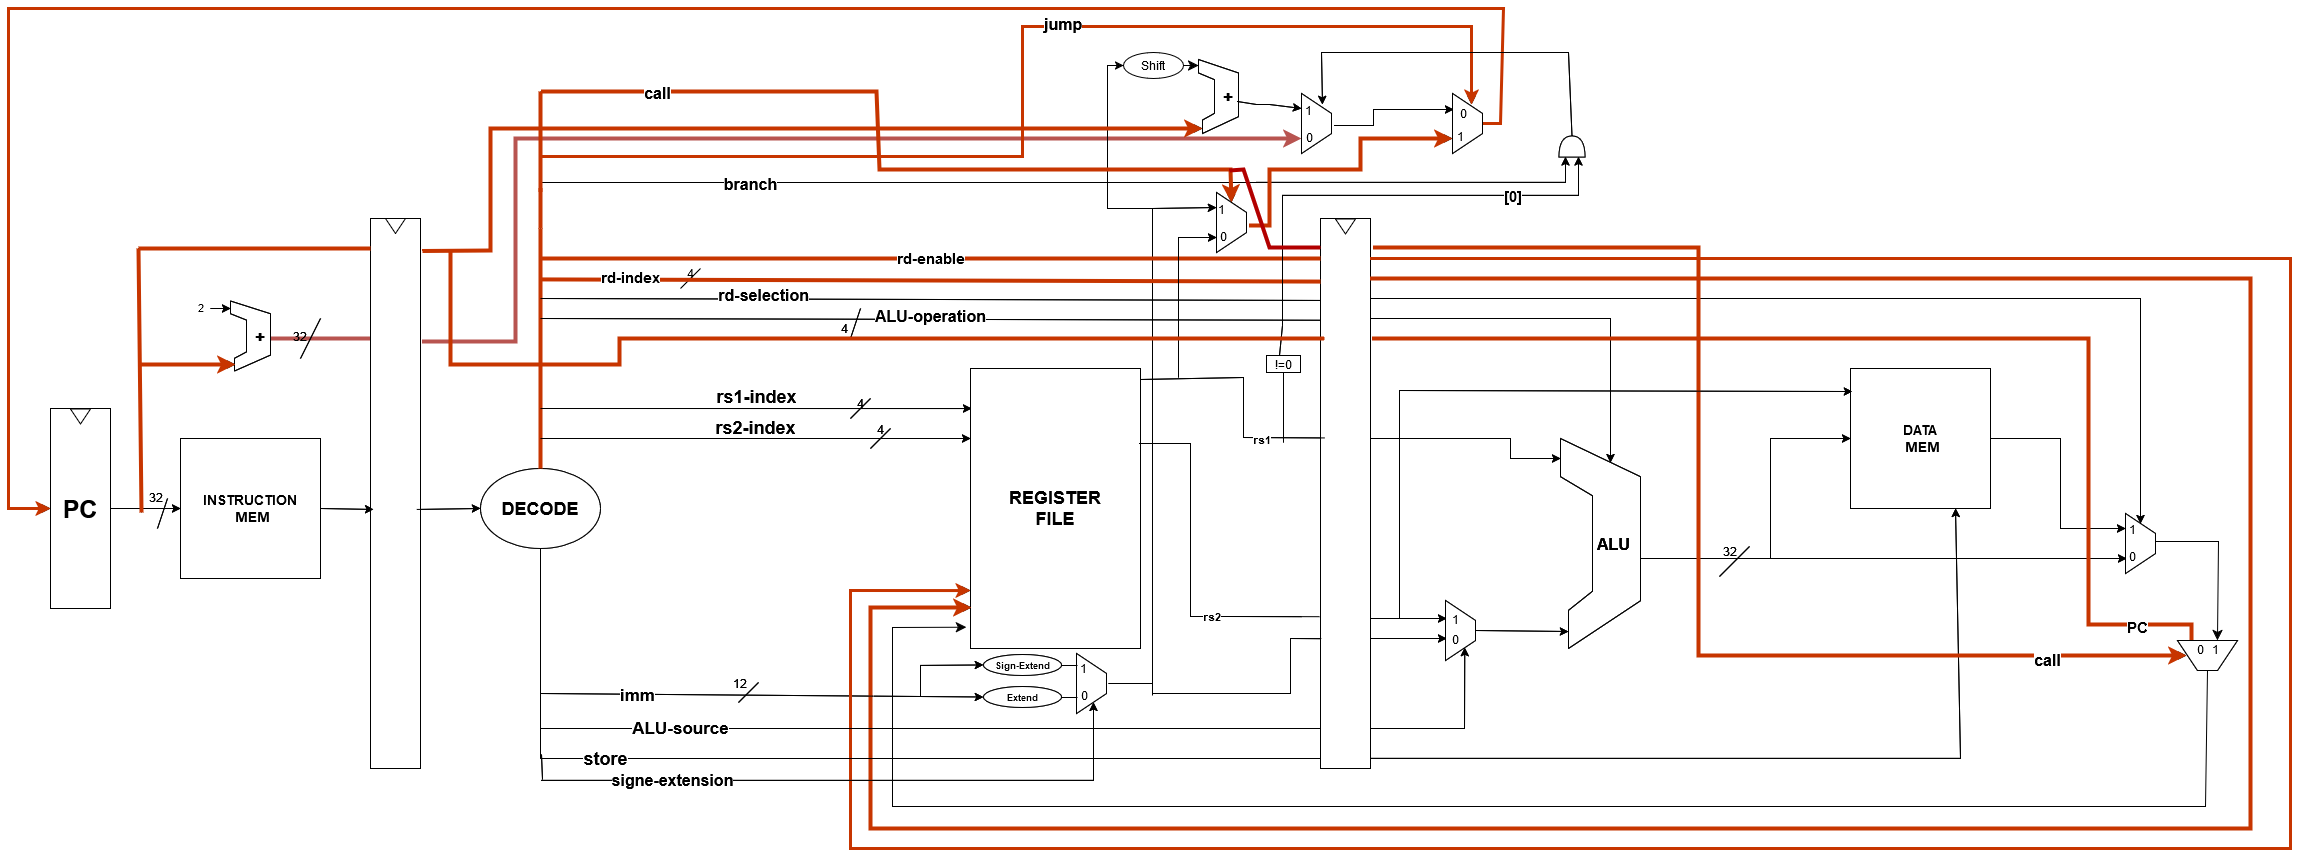 jump
Shift
call
+
1
0
0
1
branch
[0]
1
0
rd-enable
rd-index
4
rd-selection
2
ALU-operation
4
+
32
!=0
rs1-index
4
rs2-index
4
rs1
DATA
MEM
32
PC
INSTRUCTION
MEM
DECODE
REGISTER
FILE
ALU
32
1
0
rs2
1
0
PC
0 1
call
Sign-Extend
1
imm
12
Extend
0
ALU-source
store
signe-extension